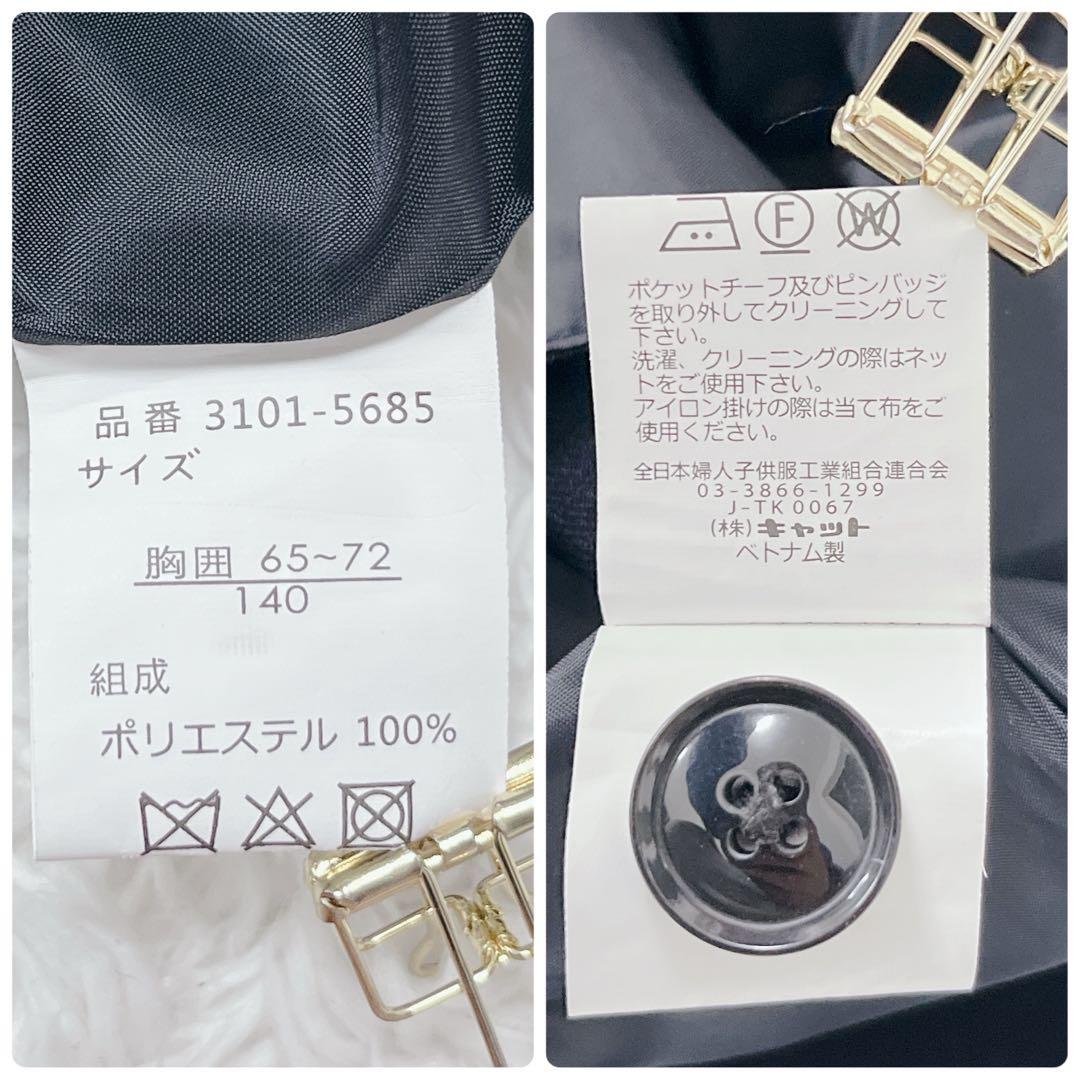 品番 3101-5685
サイズ
胸囲 65~72
140
組成
ポリエステル 100%
F W
ポケットチーフ及びピンバッジ
を取り外してクリーニングして
下さい。
洗濯、クリーニングの際はネッ
トをご使用下さい。
アイロン掛けの際は当て布をご
使用ください。
全日本婦人子供服工業組合連合会
03-3866-1299
J-TK0067
(株)キャット
ベトナム製